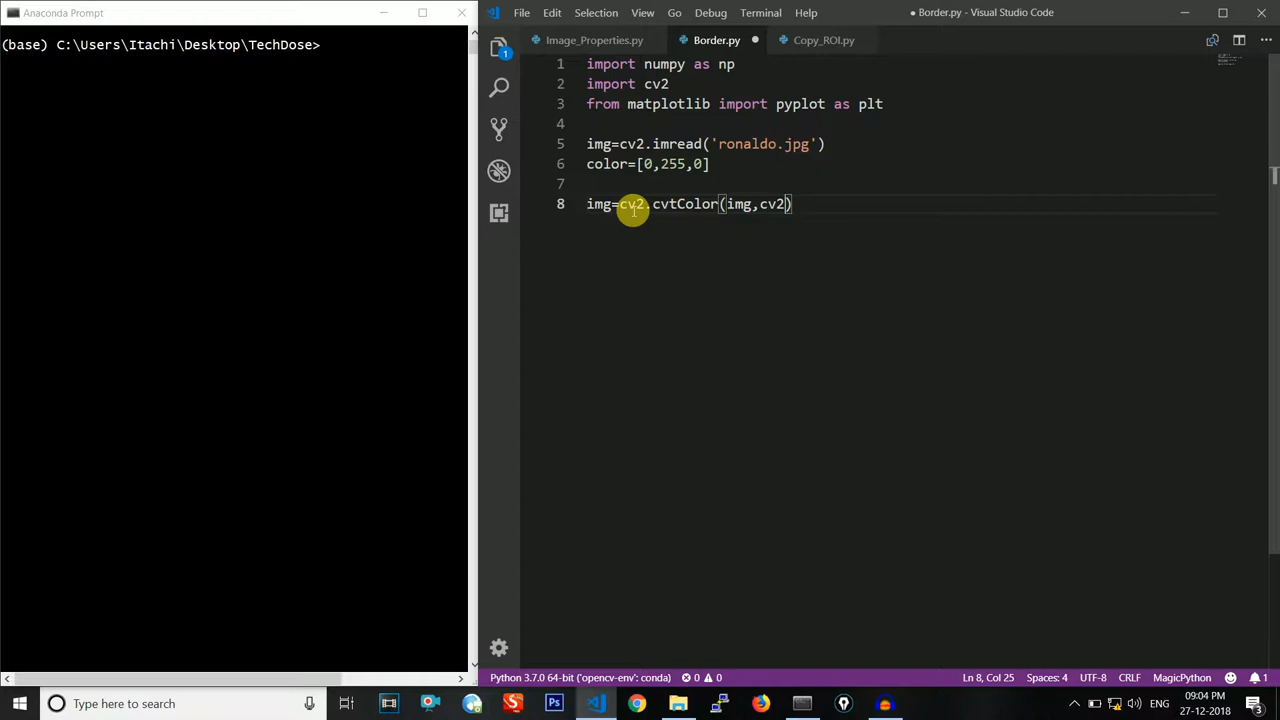 Anaconda Prompt
(base) C:\Users\Itachi\Desktop\TechDose>
File Edit Selection View Go Debug Terminal Help
● Border.py - Visual Studio Code
1
Image_Properties.py
Border.py
Copy_ROI.py
1 import numpy as np
2 import cv2
3 from matplotlib import pyplot as plt
4
5 img=cv2.imread('ronaldo.jpg')
6 color=[0,255,0]
7
8 img=cv2.cvtColor(img,cv2)
Python 3.7.0 64-bit ('opencv-env': conda) 0 0
Ln 8, Col 25 Spaces: 4 UTF-8 CRLF MagicPython 1
Type here to search
ENG
09:04 PM
27-12-2018
3